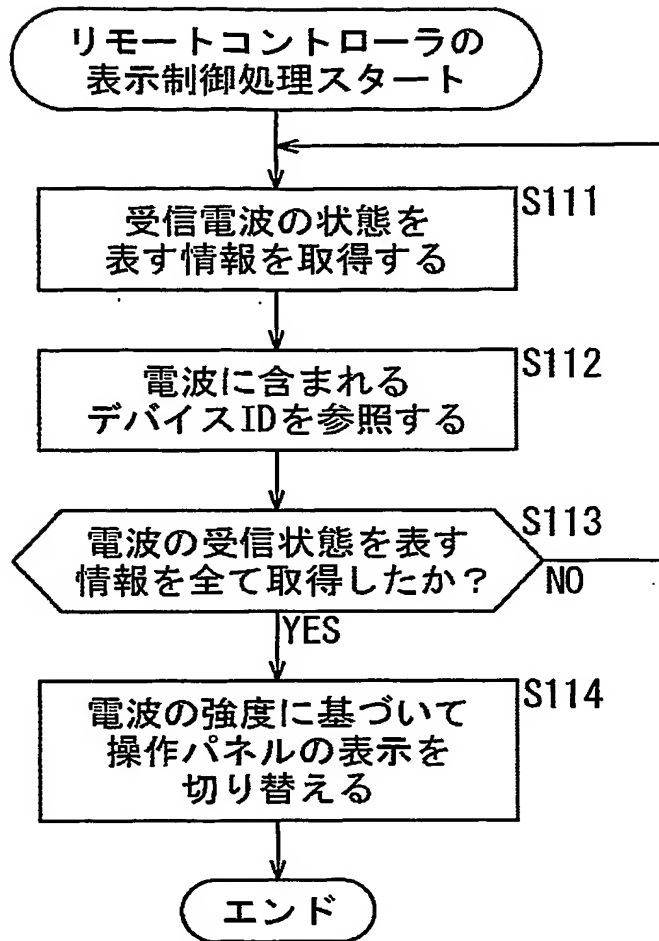 リモートコントローラの
表示制御処理スタート
S111
受信電波の状態を
表す情報を取得する
S112
電波に含まれる
デバイスIDを参照する
S113
電波の受信状態を表す
情報を全て取得したか？
NO
YES
S114
電波の強度に基づいて
操作パネルの表示を
切り替える
エンド